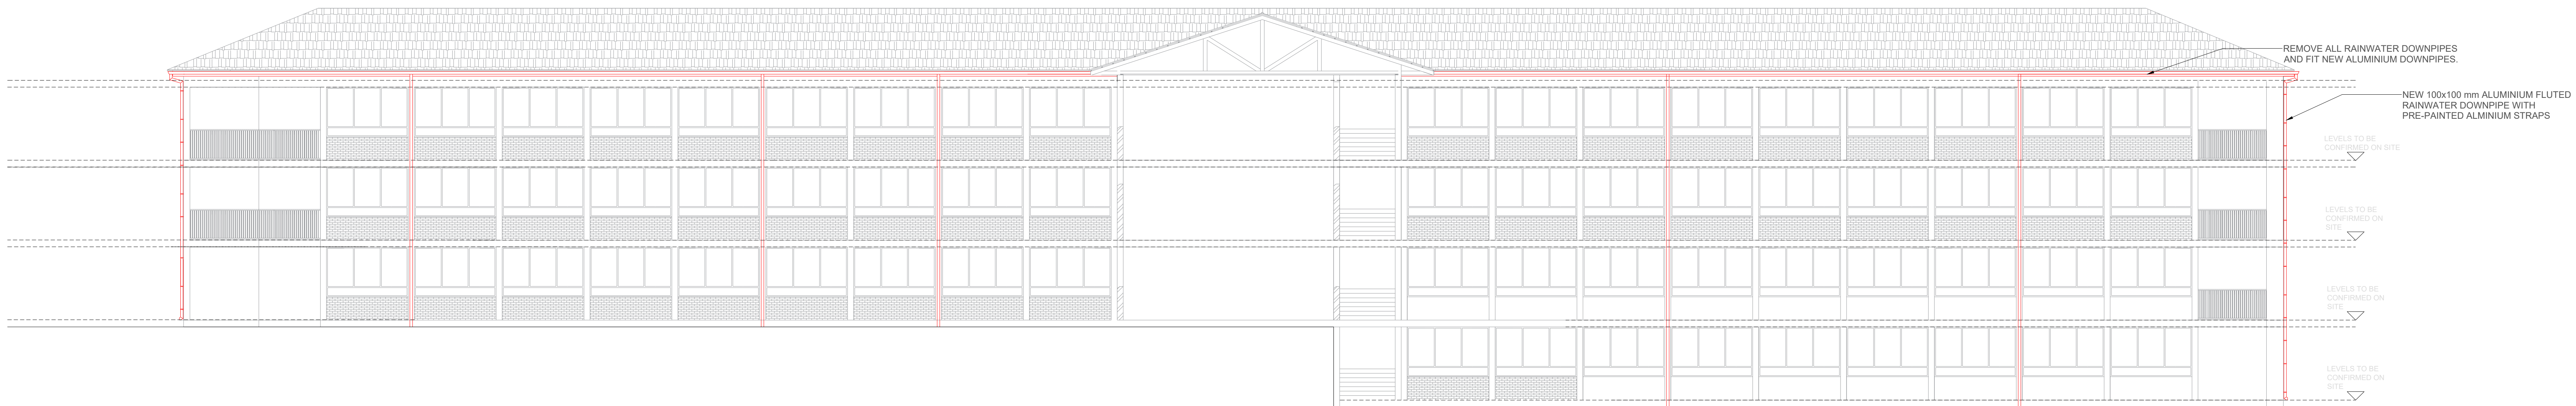 REMOVE ALL RAINWATER DOWNPIPES
AND FIT NEW ALUMINIUM DOWNPIPES.
NEW 100x100 mm ALUMINIUM FLUTED
RAINWATER DOWNPIPE WITH
PRE-PAINTED ALMINIUM STRAPS
LEVELS TO BE
CONFIRMED ON SITE
LEVELS TO BE
CONFIRMED ON
SITE
LEVELS TO BE
CONFIRMED ON
SITE
LEVELS TO BE
CONFIRMED ON
SITE